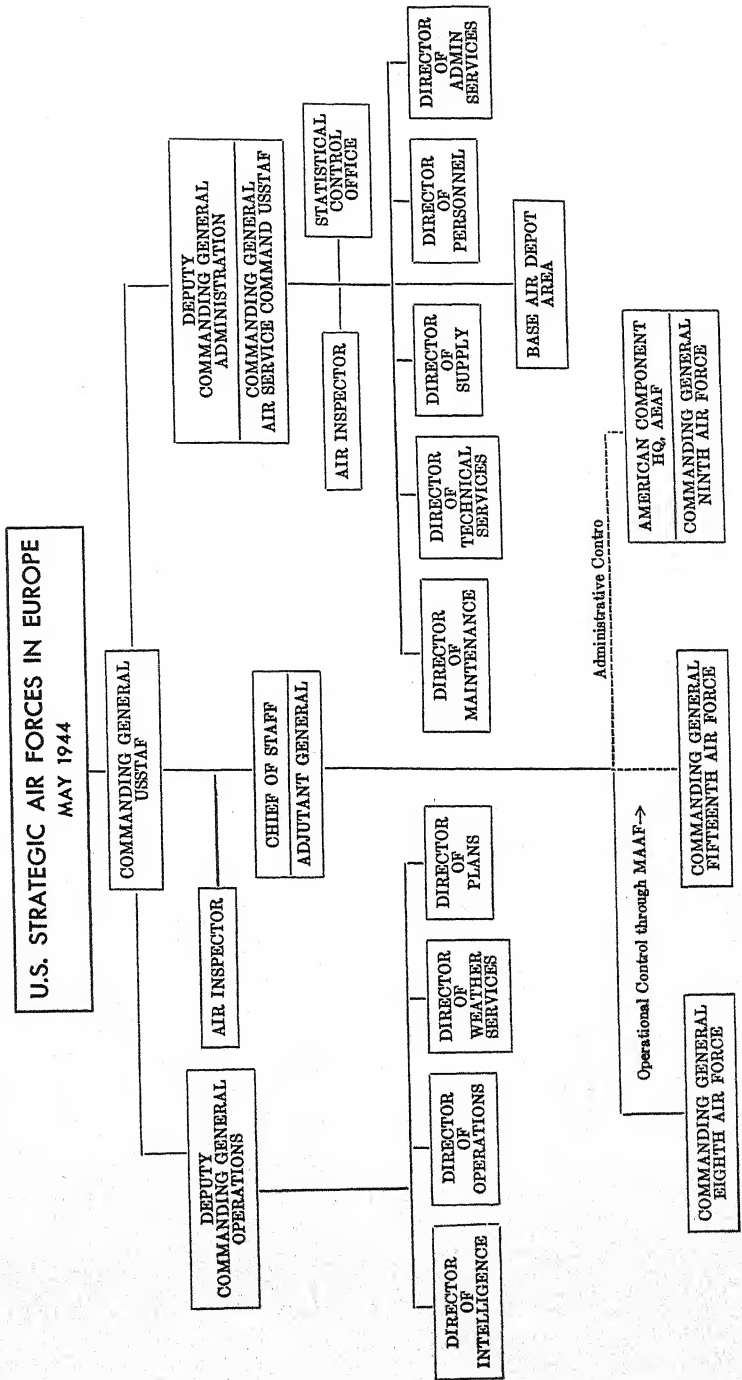 U.S. STRATEGIC AIR FORCES IN EUROPE
MAY 1944
COMMANDING GENERAL
USSTAF
AIR INSPECTOR
CHIEF OF STAFF
ADJUTANT GENERAL
DEPUTY
COMMANDING GENERAL
OPERATIONS
DEPUTY
COMMANDING GENERAL
ADMINISTRATION
COMMANDING GENERAL
AIR SERVICE COMMAND USSTAF
AIR INSPECTOR
STATISTICAL
CONTROL
OFFICE
DIRECTOR
OF
INTELLIGENCE
DIRECTOR
OF
OPERATIONS
DIRECTOR
OF
WEATHER
SERVICES
DIRECTOR
OF
PLANS
DIRECTOR
OF
MAINTENANCE
DIRECTOR
OF
TECHNICAL
SERVICES
DIRECTOR
OF
SUPPLY
DIRECTOR
OF
PERSONNEL
DIRECTOR
OF
ADMIN
SERVICES
BASE AIR DEPOT
AREA
Operational Control through MAAF→
Administrative Contro
COMMANDING GENERAL
EIGHTH AIR FORCE
COMMANDING GENERAL
FIFTEENTH AIR FORCE
AMERICAN COMPONENT
HQ, AEAF
COMMANDING GENERAL
NINTH AIR FORCE